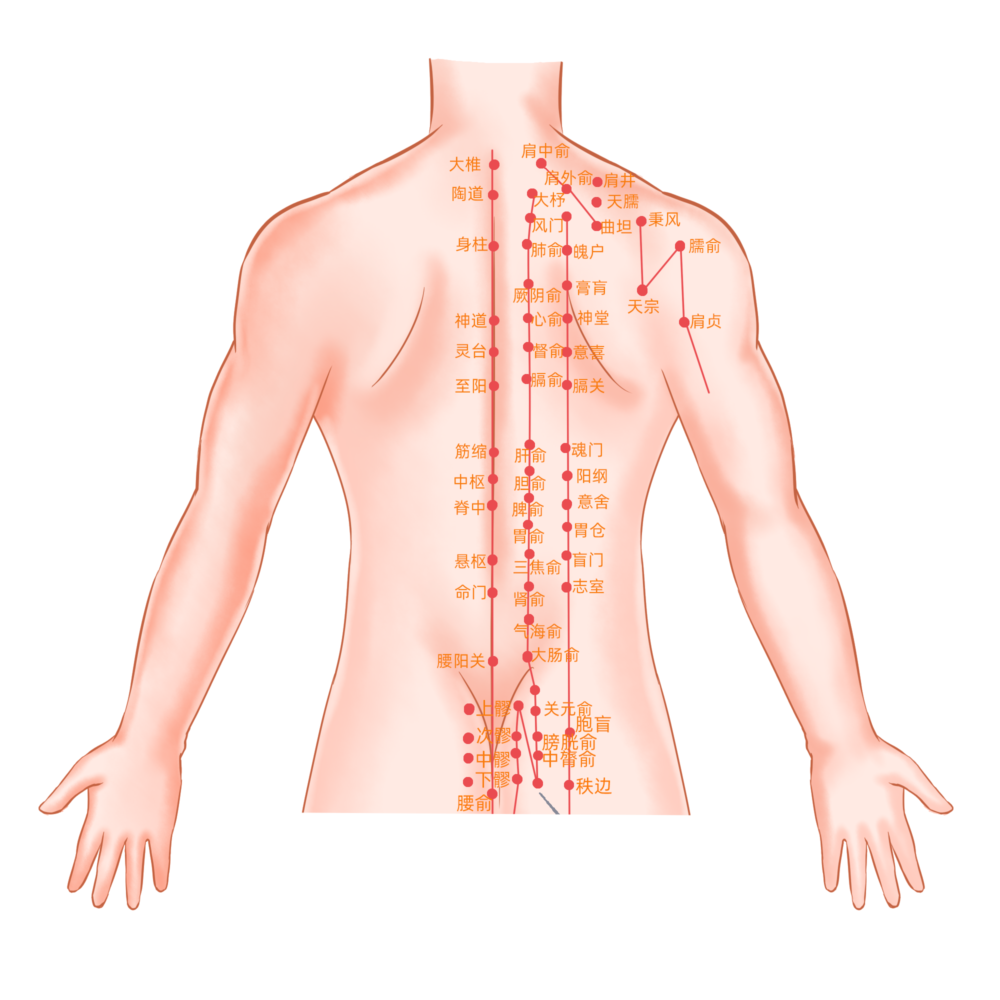 肩中俞
大椎
肩外俞
肩井
陶道
大杼
天臑
风门
曲坦
秉风
身柱
肺俞
魄户
臑俞
厥阴俞
膏肓
天宗
神道
心俞
神堂
肩贞
灵台
督俞
意喜
至阳
膈俞
膈关
筋缩
肝俞
魂门
中枢
胆俞
阳纲
脊中
脾俞
意舍
胃俞
胃仓
悬枢
三焦俞
肓门
命门
肾俞
志室
气海俞
腰阳关
大肠俞
上髎
关元俞
胞肓
次髎
膀胱俞
中髎
中膂俞
下髎
秩边
腰俞